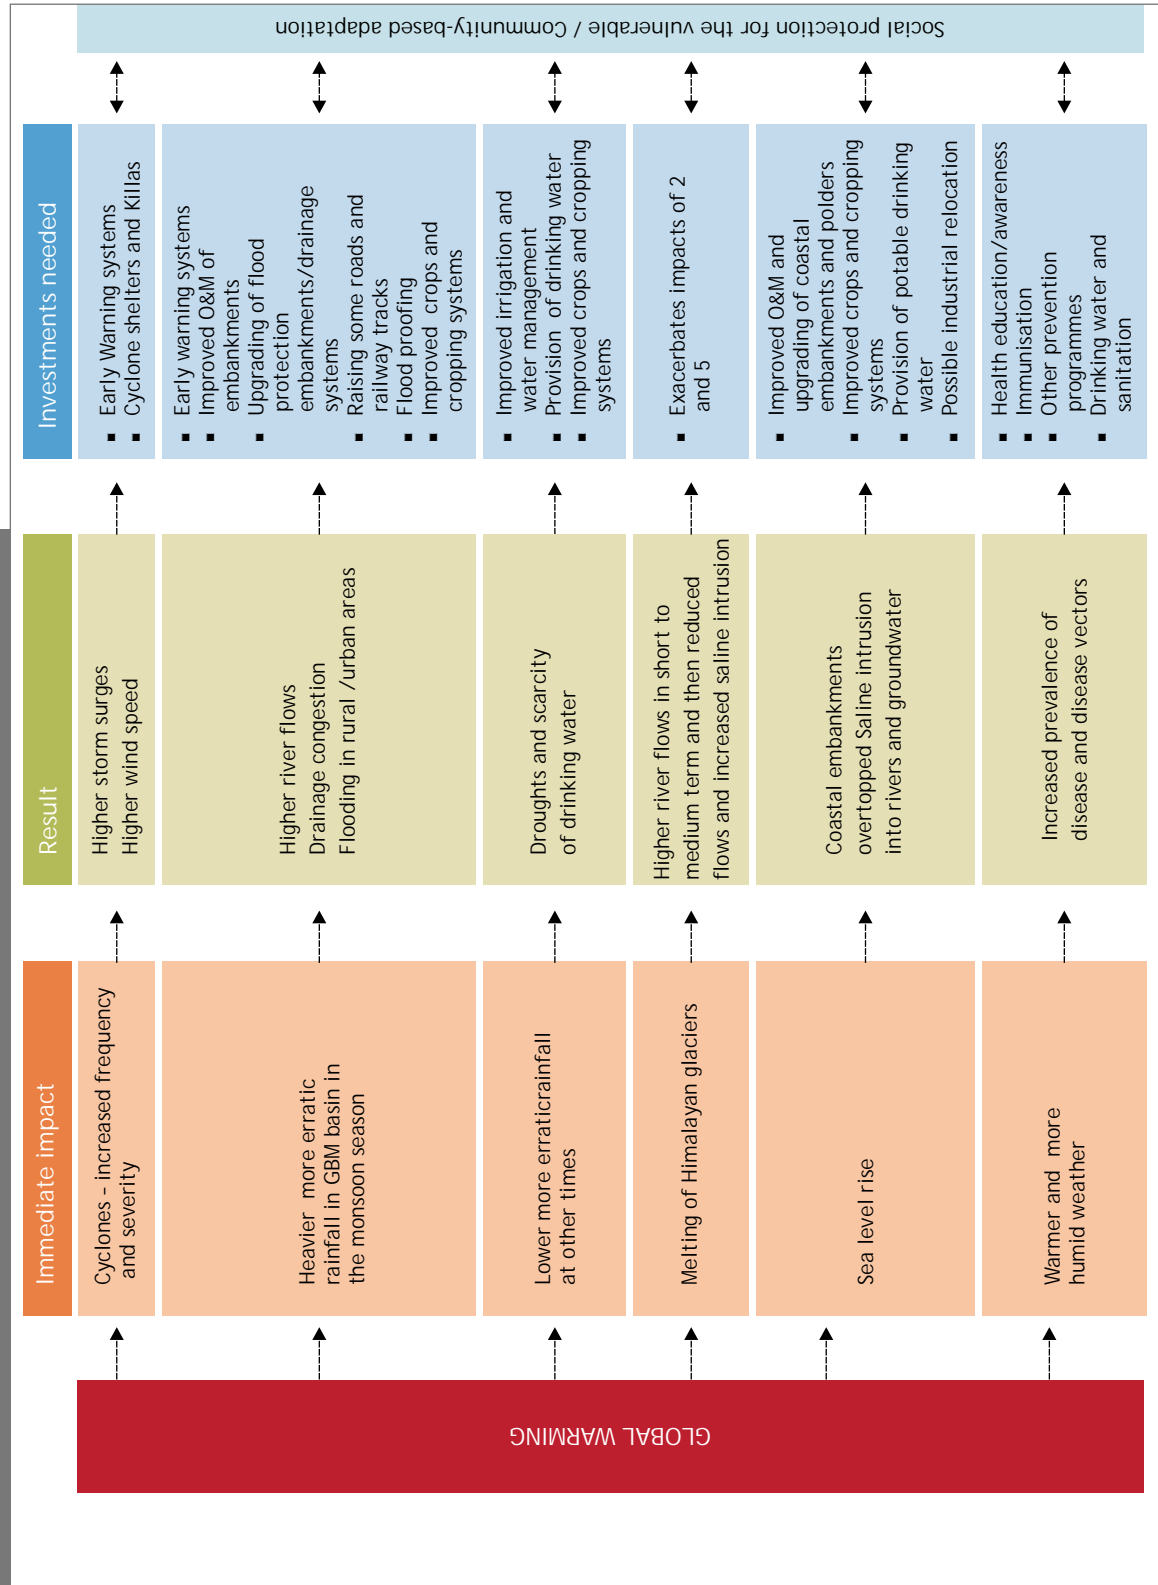 GLOBAL WARMING
Immediate impact
Result
Investments needed
Cyclones – increased frequency
and severity
Higher storm surges
Higher wind speed
▪ Early Warning systems
▪ Cyclone shelters and Killas
Heavier more erratic
rainfall in GBM basin in
the monsoon season
Higher river flows
Drainage congestion
Flooding in rural /urban areas
▪ Early warning systems
▪ Improved O&M of
embankments
▪ Upgrading of flood
protection
embankments/drainage
systems
▪ Raising some roads and
railway tracks
▪ Flood proofing
▪ Improved crops and
cropping systems
Lower more erraticrainfall
at other times
Droughts and scarcity
of drinking water
▪ Improved irrigation and
water management
▪ Provision of drinking water
▪ Improved crops and cropping
systems
Melting of Himalayan glaciers
Higher river flows in short to
medium term and then reduced
flows and increased saline intrusion
▪ Exacerbates impacts of 2
and 5
Sea level rise
Coastal embankments
overtopped Saline intrusion
into rivers and groundwater
▪ Improved O&M and
upgrading of coastal
embankments and polders
▪ Improved crops and cropping
systems
▪ Provision of potable drinking
water
▪ Possible industrial relocation
Warmer and more
humid weather
Increased prevalence of
disease and disease vectors
▪ Health education/awareness
▪ Immunisation
▪ Other prevention
programmes
▪ Drinking water and
sanitation
Social protection for the vulnerable / Community-based adaptation